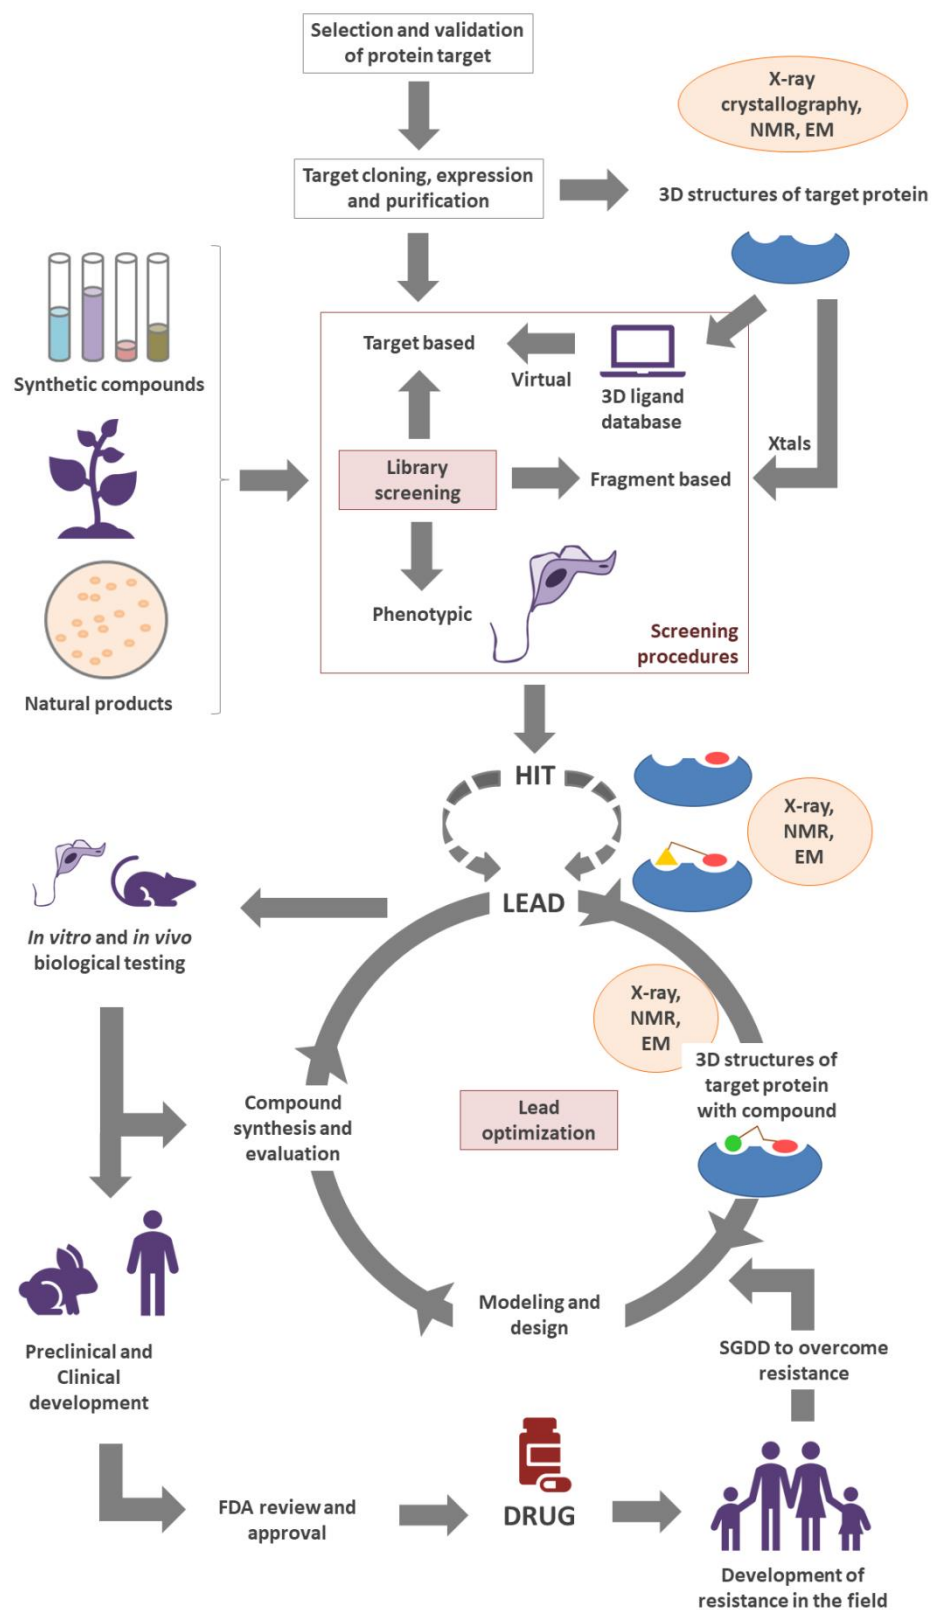 Selection and validation
of protein target
X-ray
crystallography,
NMR, EM
Target cloning, expression
and purification
3D structures of target protein
Synthetic compounds
Target based
Virtual
3D ligand
database
Xtals
Library
screening
Fragment based
Phenotypic
Screening
procedures
Natural products
HIT
X-ray,
NMR,
EM
LEAD
In vitro and in vivo
biological testing
X-ray,
NMR,
EM
3D structures of
target protein
with compound
Compound
synthesis and
evaluation
Lead
optimization
Modeling and
design
Preclinical and
Clinical
development
SGDD to overcome
resistance
FDA review and
approval
DRUG
Development of
resistance in the field